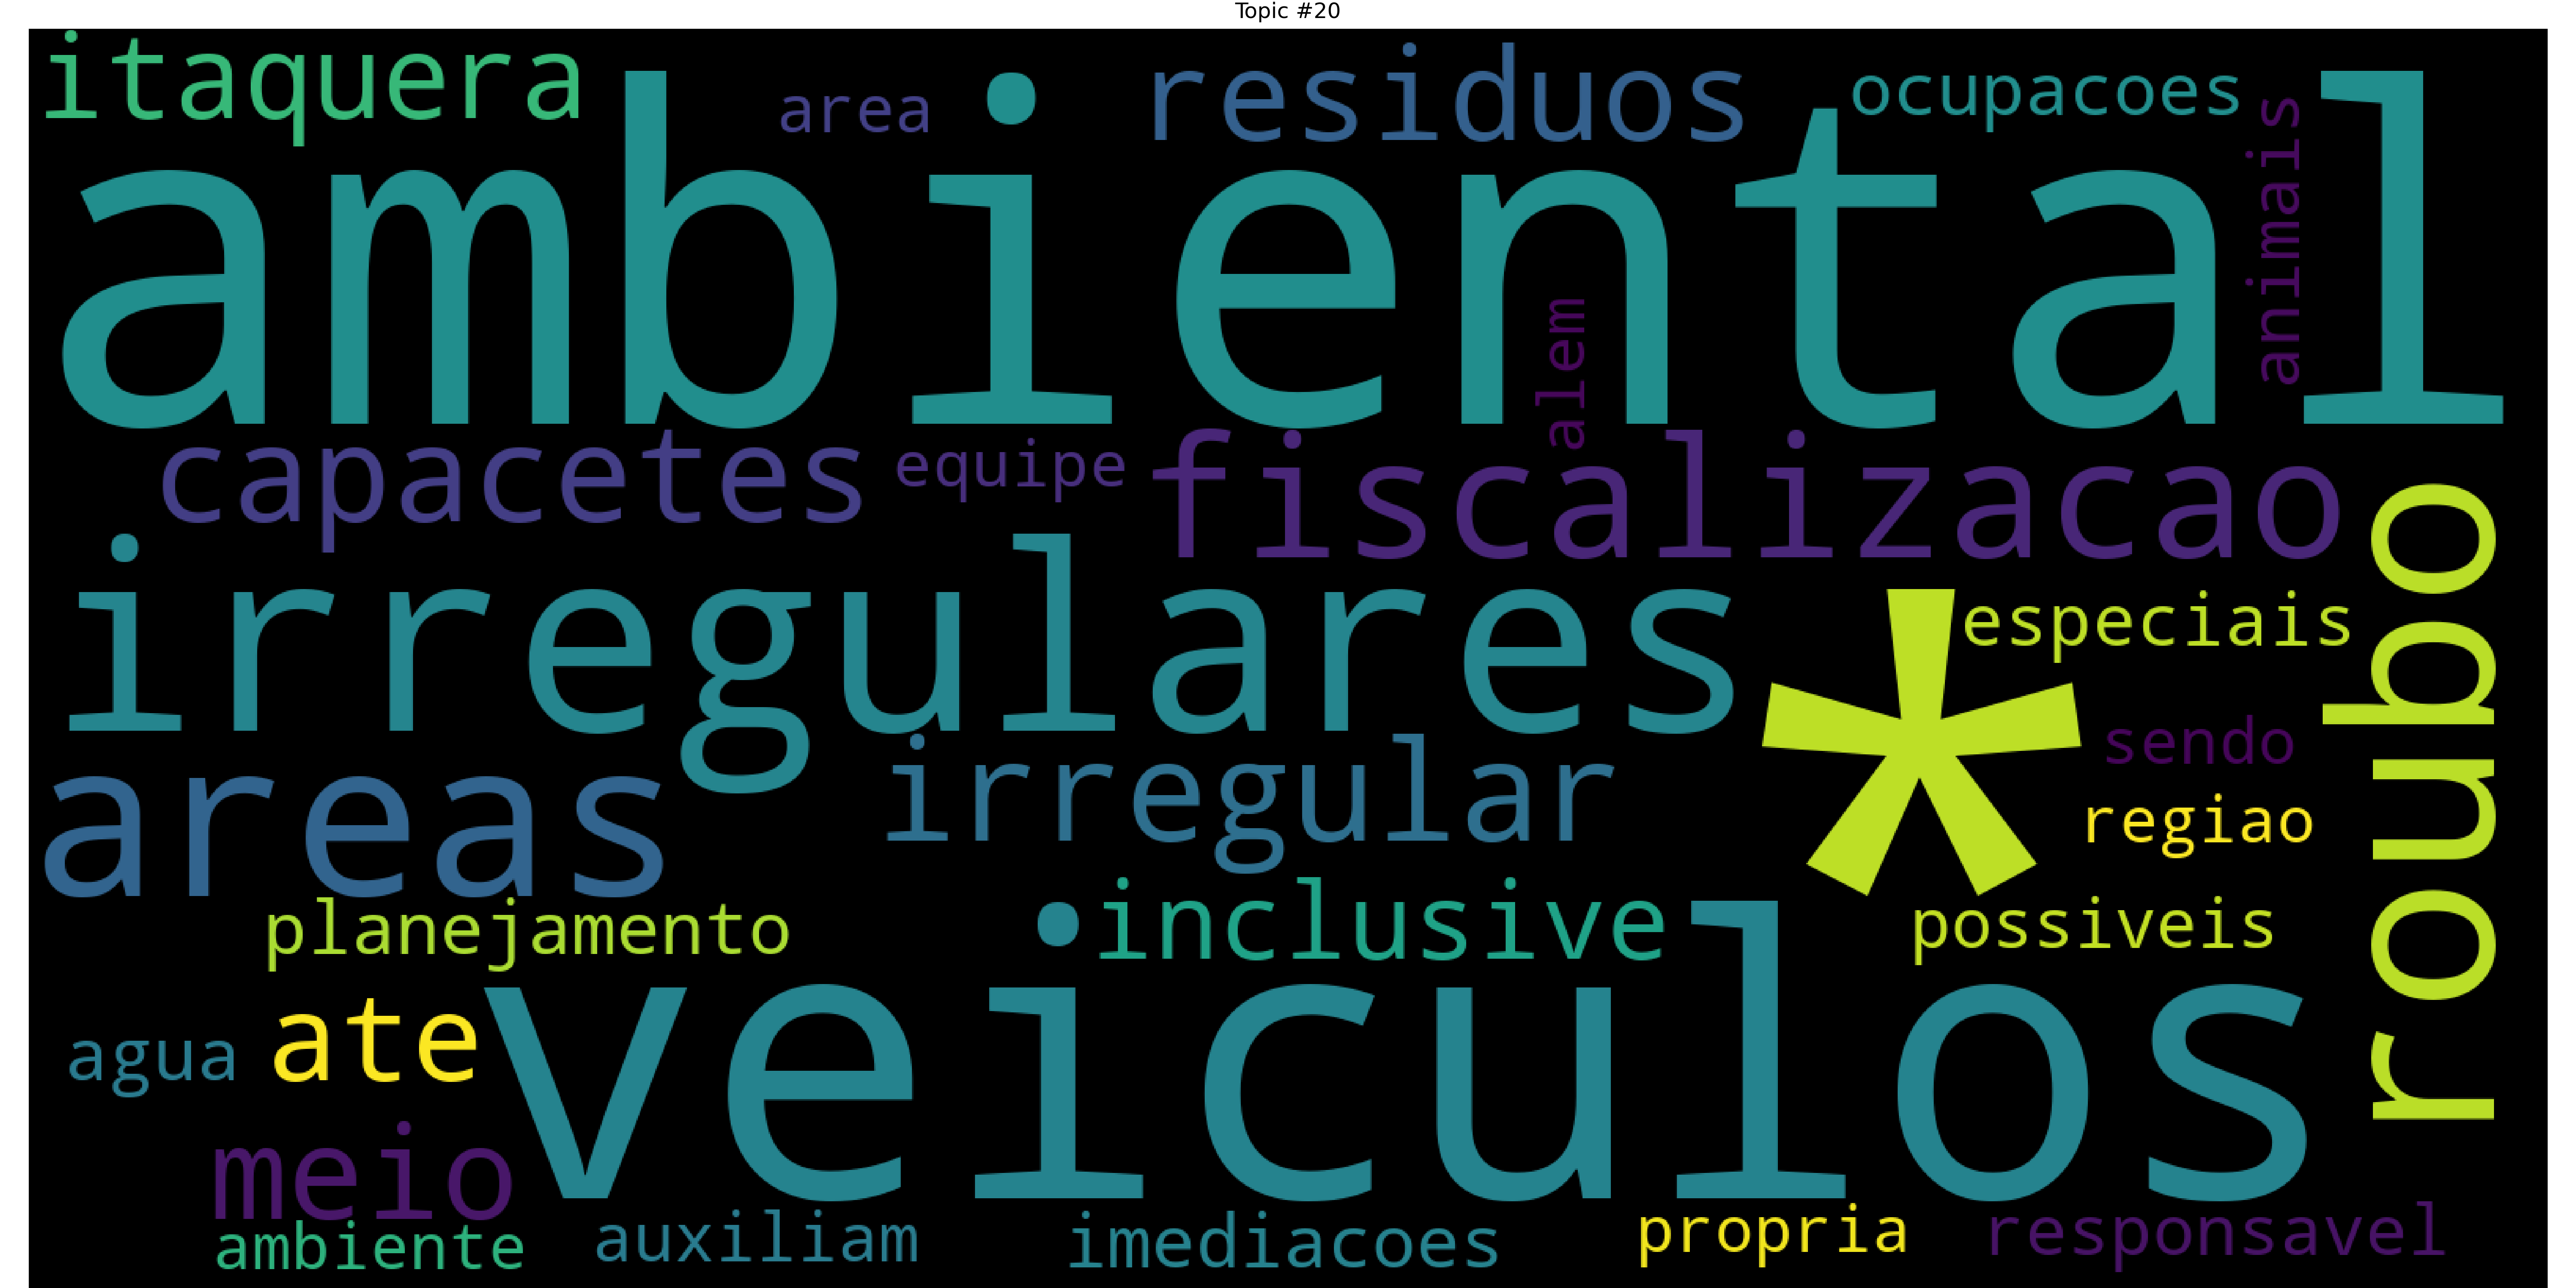 Topic #20
itaquera
area
residuos
ocupacoes
animais
ambiental
alem
capacetes
equipe
fiscalizacao
irregulares
especiais
roubo
*
sendo
areas
irregular
regiao
planejamento
inclusive
possiveis
agua
ate
veiculos
meio
ambiente
auxiliam
imediacoes
propria
responsavel